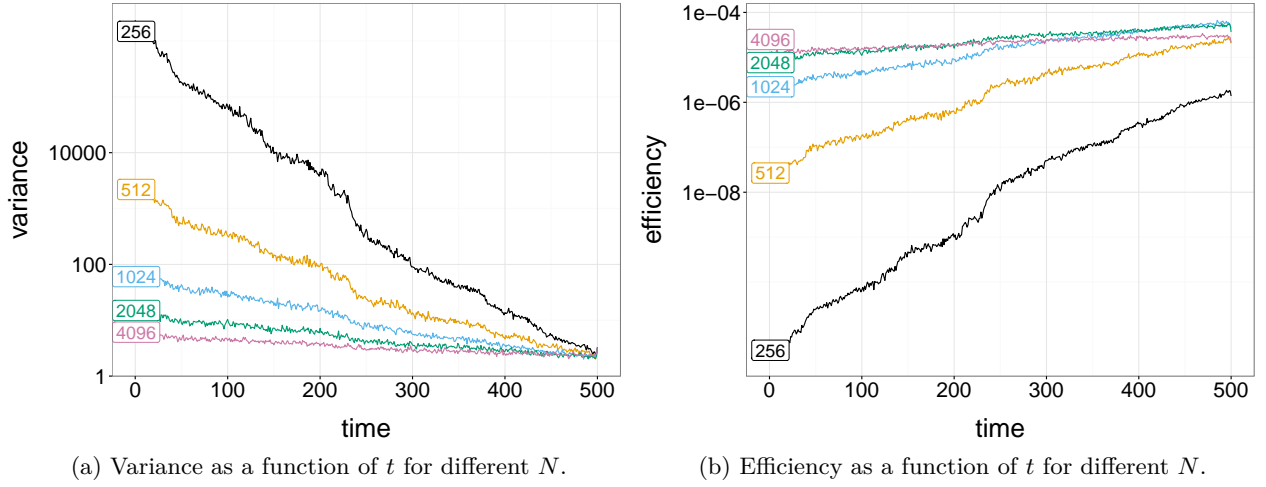 256
10000
512
100
1024
2048
4096
1
0 100 200 300 400 500
variance
time
(a) Variance as a function of t for different N.
1e−04
4096
2048
1024
1e−06
512
1e−08
256
0 100 200 300 400 500
efficiency
time
(b) Efficiency as a function of t for different N.